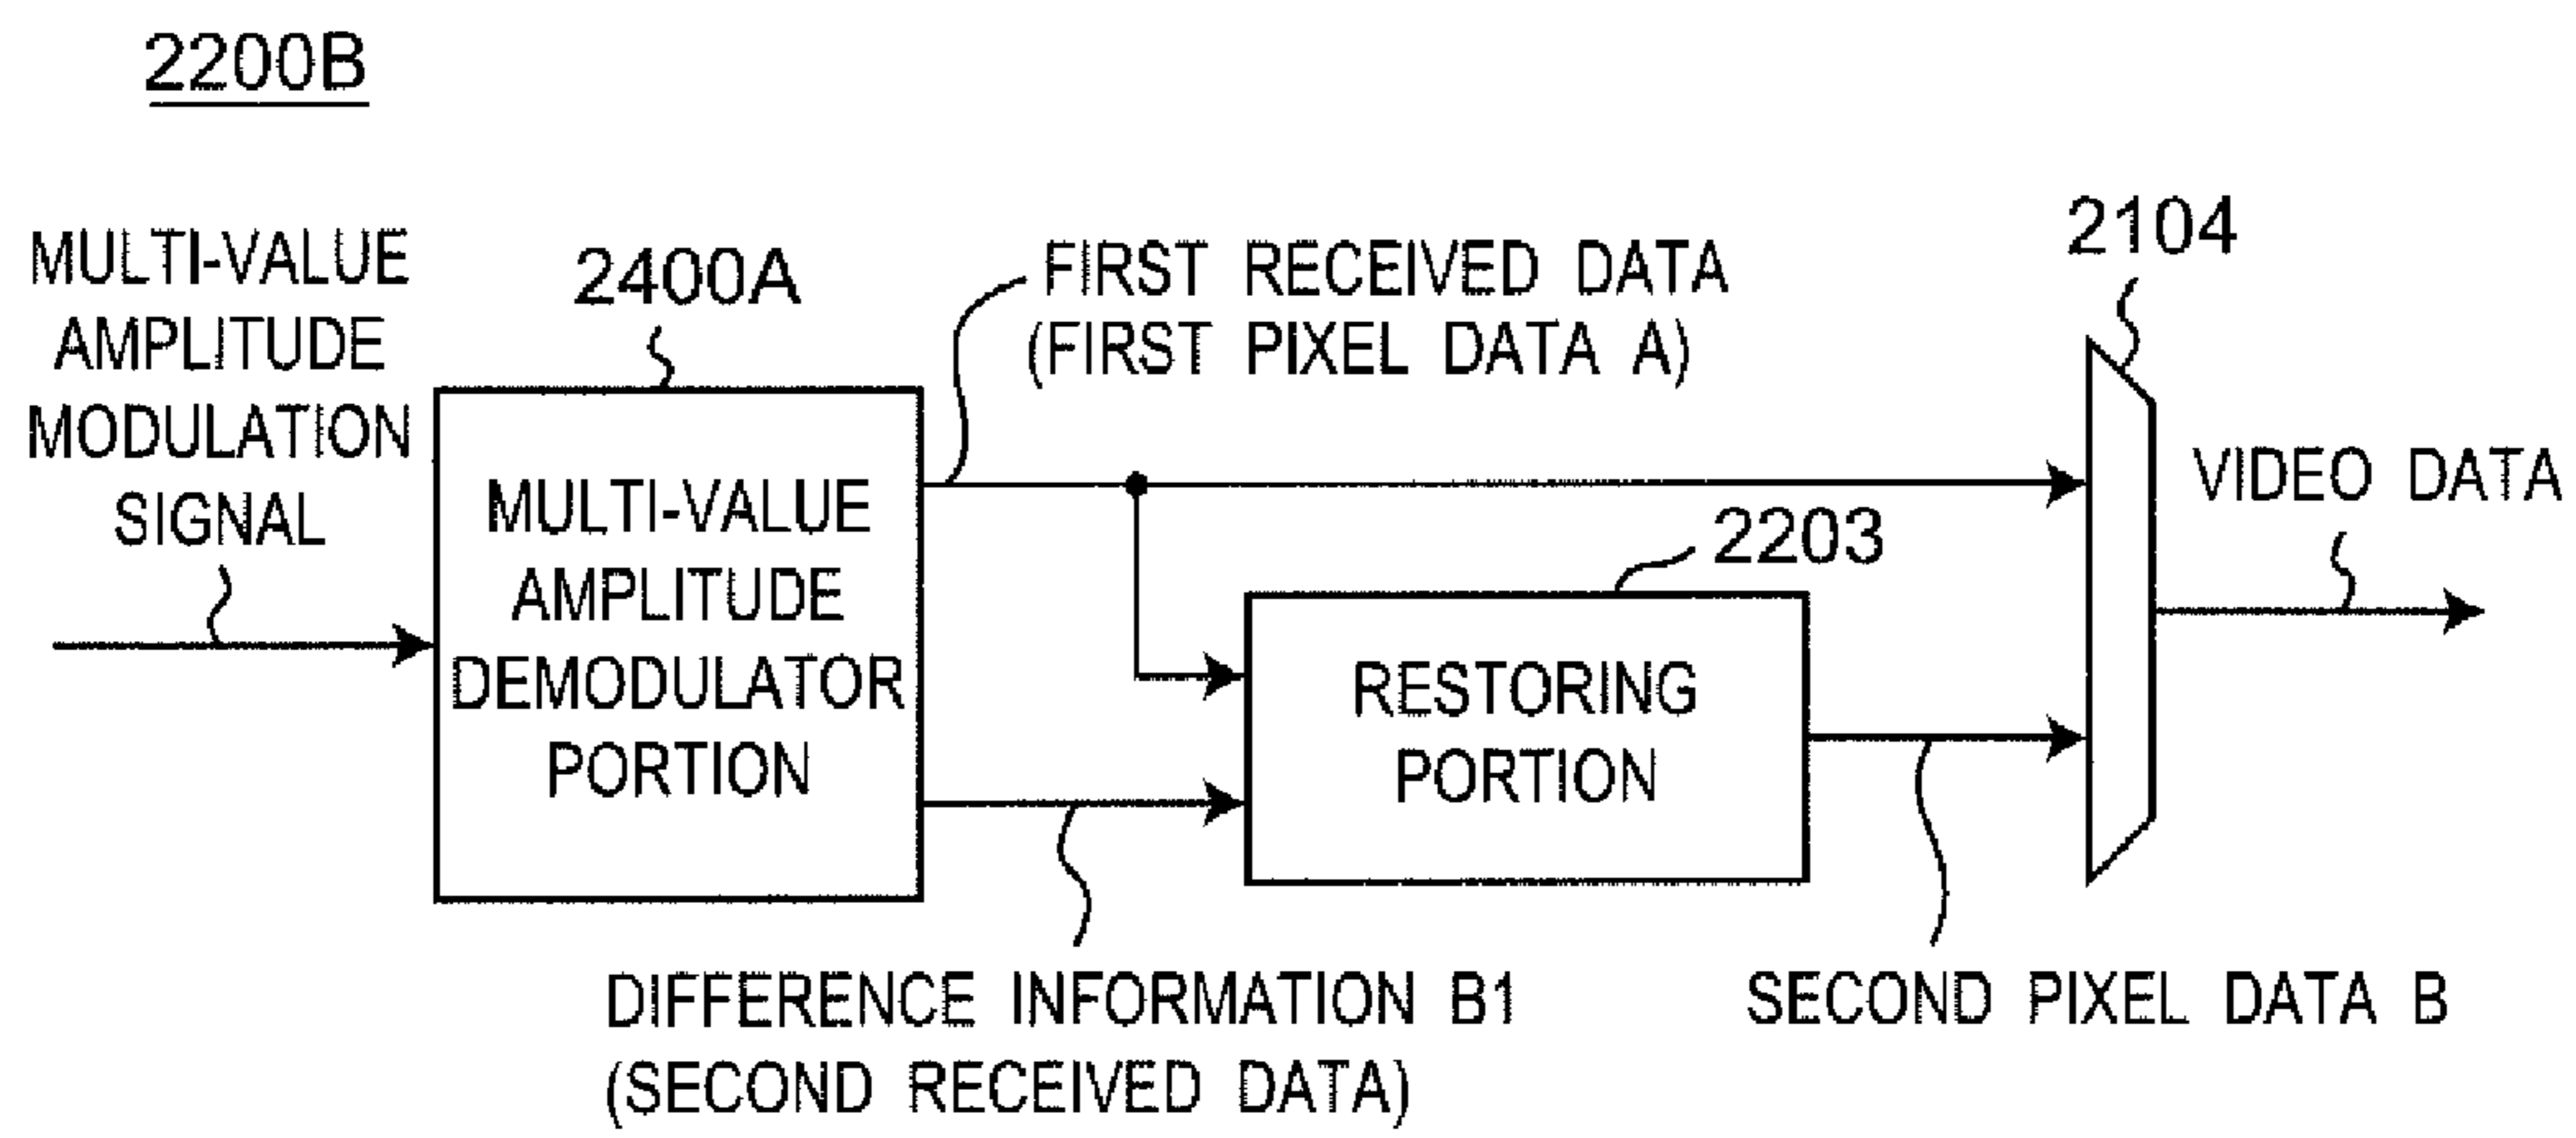 2200B
MULTI-VALUE
AMPLITUDE
MODULATION
SIGNAL
2400A
MULTI-VALUE
AMPLITUDE
DEMODULATOR
PORTION
FIRST RECEIVED DATA
(FIRST PIXEL DATA A)
2203
RESTORING
PORTION
2104
VIDEO DATA
DIFFERENCE INFORMATION B1
(SECOND RECEIVED DATA)
SECOND PIXEL DATA B